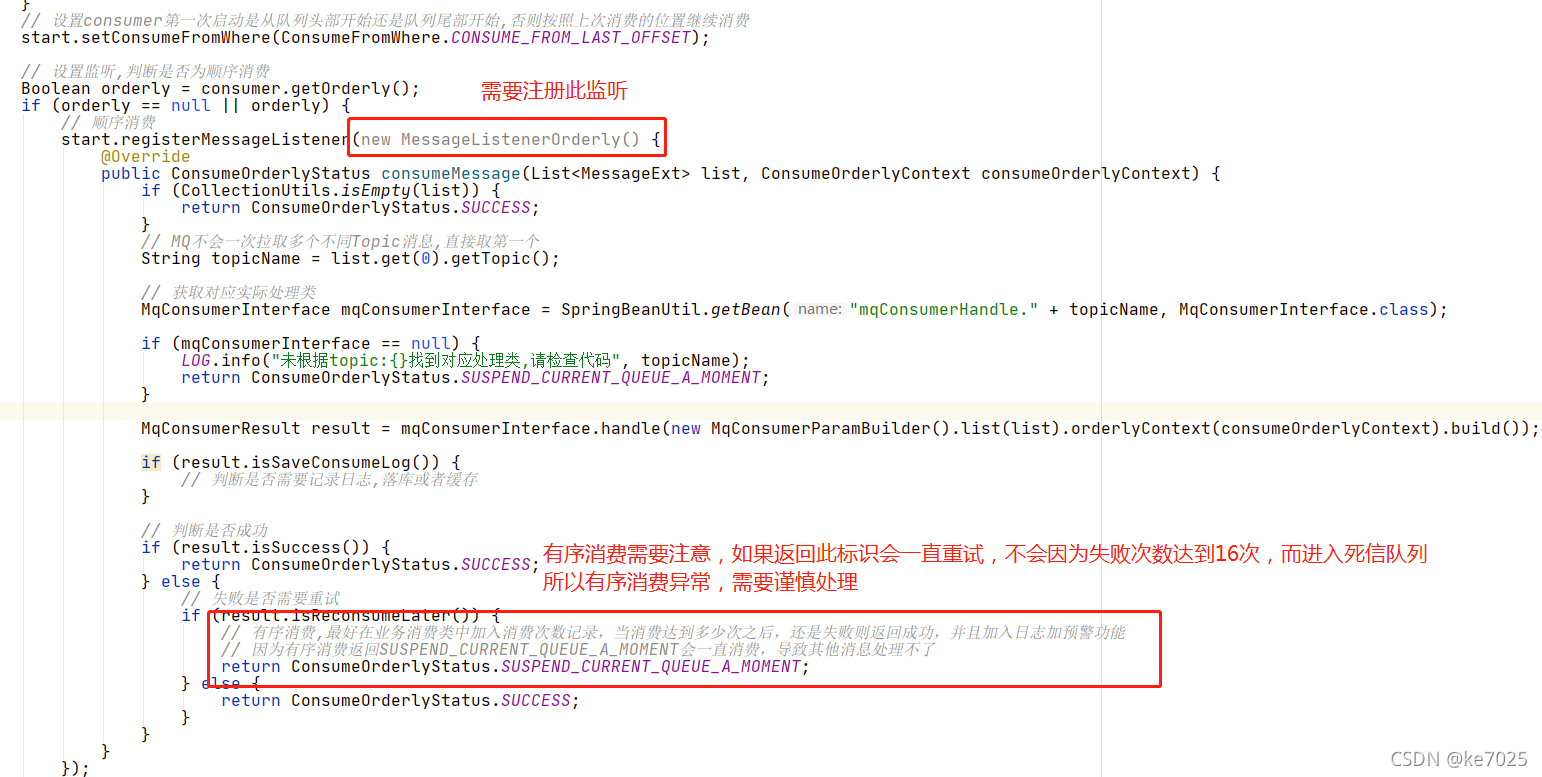 }
// 设置consumer第一次启动是从队列头部开始还是队列尾部开始,否则按照上次消费的位置继续消费
start.setConsumeFromWhere(ConsumeFromWhere.CONSUME_FROM_LAST_OFFSET);
// 设置监听,判断是否为顺序消费
Boolean orderly = consumer.getOrderly();
需要注册此监听
if (orderly == null || orderly) {
// 顺序消费
start.registerMessageListener(new MessageListenerOrderly() {
@Override
public ConsumeOrderlyStatus consumeMessage(List<MessageExt> list, ConsumeOrderlyContext consumeOrderlyContext) {
if (CollectionUtils.isEmpty(list)) {
return ConsumeOrderlyStatus.SUCCESS;
}
// MQ不会一次拉取多个不同Topic消息,直接取第一个
String topicName = list.get(0).getTopic();
// 获取对应实际处理类
MqConsumerInterface mqConsumerInterface = SpringBeanUtil.getBean( name: "mqConsumerHandle." + topicName, MqConsumerInterface.class);
if (mqConsumerInterface == null) {
LOG.info("未根据topic:{}找到对应处理类,请检查代码", topicName);
return ConsumeOrderlyStatus.SUSPEND_CURRENT_QUEUE_A_MOMENT;
}
MqConsumerResult result = mqConsumerInterface.handle(new MqConsumerParamBuilder().list(list).orderlyContext(consumeOrderlyContext).build());
if (result.isSaveConsumeLog()) {
// 判断是否需要记录日志,落库或者缓存
}
// 判断是否成功
if (result.isSuccess()) {
有序消费需要注意，如果返回此标识会一直重试，不会因为失败次数达到16次，而进入死信队列
return ConsumeOrderlyStatus.SUCCESS;
所以有序消费异常，需要谨慎处理
} else {
// 失败是否需要重试
if (result.isReconsumeLater()) {
// 有序消费,最好在业务消费类中加入消费次数记录，当消费达到多少次之后，还是失败则返回成功，并且加入日志加预警功能
// 因为有序消费返回SUSPEND_CURRENT_QUEUE_A_MOMENT会一直消费，导致其他消息处理不了
return ConsumeOrderlyStatus.SUSPEND_CURRENT_QUEUE_A_MOMENT;
} else {
return ConsumeOrderlyStatus.SUCCESS;
}
}
}
});
CSDN @ke7025